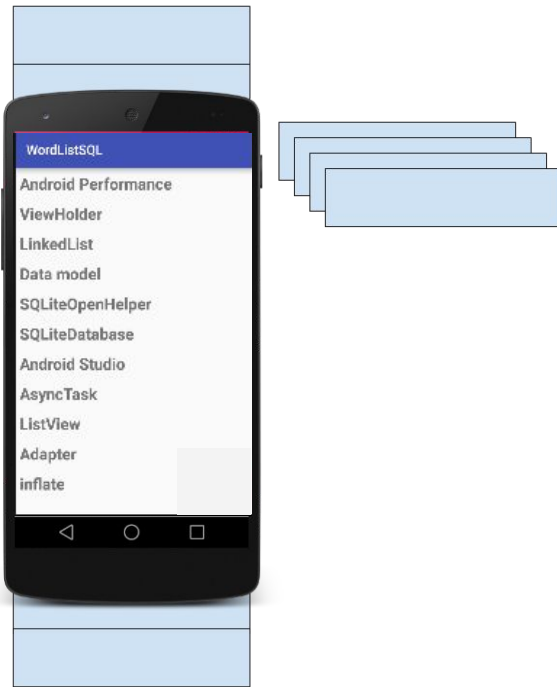 WordListSQL
Android Performance
ViewHolder
LinkedList
Data model
SQLiteOpenHelper
SQLiteDatabase
Android Studio
AsyncTask
ListView
Adapter
inflate